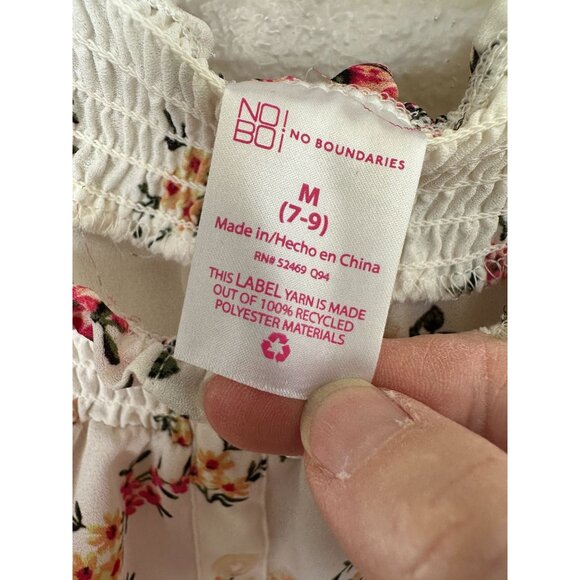 NO!
BO¡ NO BOUNDARIES
M
(7-9)
Made in/Hecho en China
RN# 52469 Q94
THIS LABEL YARN IS MADE
OUT OF 100% RECYCLED
POLYESTER MATERIALS